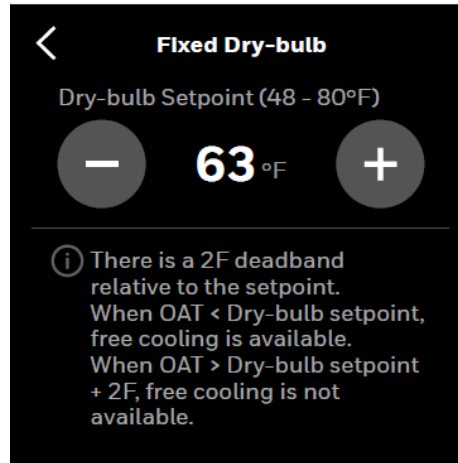 Fixed Dry-bulb
Dry-bulb Setpoint (48 - 80°F)
63 °F
There is a 2F deadband
relative to the setpoint.
When OAT < Dry-bulb setpoint,
free cooling is available.
When OAT > Dry-bulb setpoint
+ 2F, free cooling is not
available.